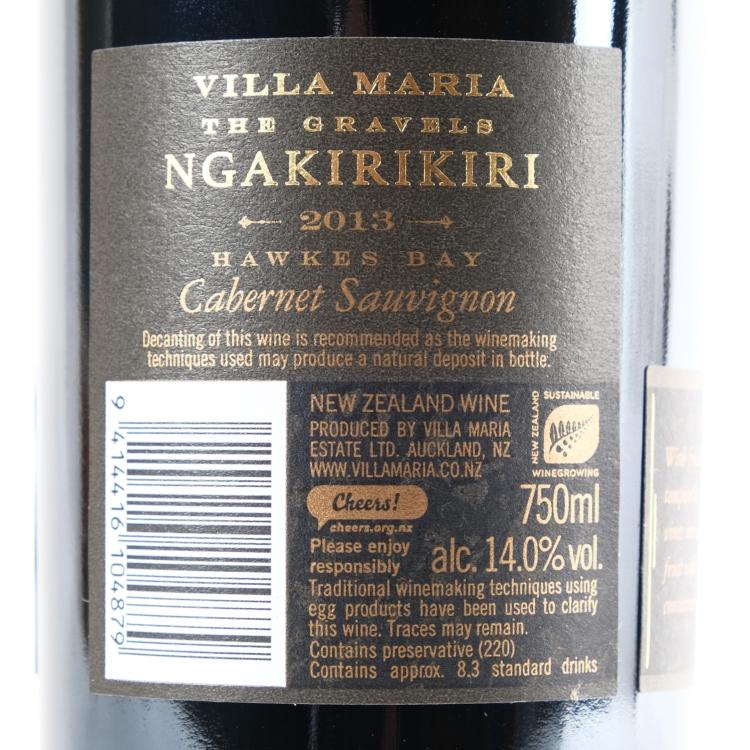 VILLA MARIA
THE GRAVELS
NGAKIRIKIRI
2013
HAWKES BAY
Cabernet Sauvignon
Decanting of this wine is recommended as the winemaking
techniques used may produce a natural deposit in bottle.
9 414416 104879
NEW ZEALAND WINE
PRODUCED BY VILLA MARIA
ESTATE LTD. AUCKLAND, NZ
WWW.VILLAMARIA.CO.NZ
SUSTAINABLE
NEW ZEALAND
WINEGROWING
Cheers!
cheers.org.nz
Please enjoy
responsibly
750ml
alc. 14.0% vol.
Traditional winemaking techniques using
egg products have been used to clarify
this wine. Traces may remain.
Contains preservative (220)
Contains approx. 8.3 standard drinks